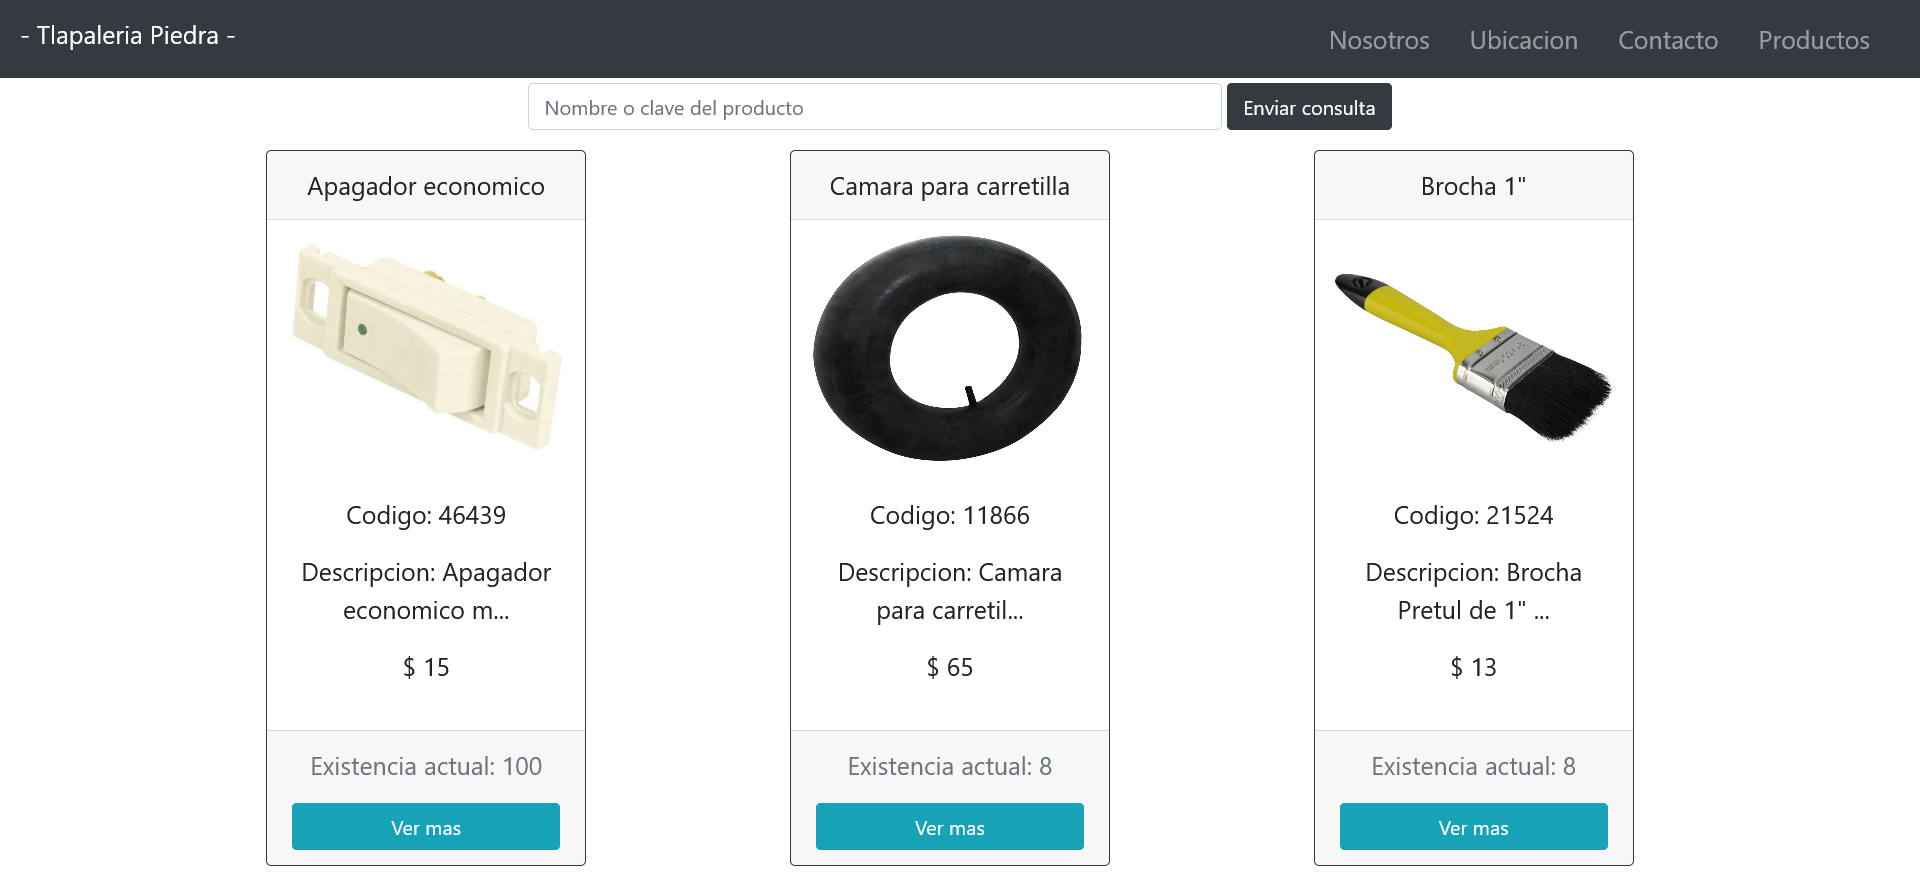 - Tlapaleria Piedra -
Nosotros
Ubicacion
Contacto
Productos
Nombre o clave del producto
Enviar consulta
Apagador economico
Codigo: 46439
Descripcion: Apagador
economico m...
$ 15
Existencia actual: 100
Ver mas
Camara para carretilla
Codigo: 11866
Descripcion: Camara
para carretil...
$ 65
Existencia actual: 8
Ver mas
Brocha 1"
Codigo: 21524
Descripcion: Brocha
Pretul de 1" ...
$ 13
Existencia actual: 8
Ver mas